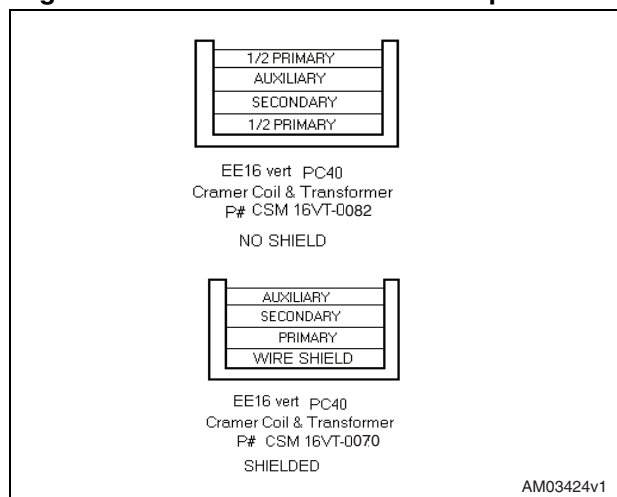 1/2 PRIMARY
AUXILIARY
SECONDARY
1/2 PRIMARY
EE16 vert PC40
Cramer Coil & Transformer
P# CSM 16VT-0082
NO SHIELD
AUXILIARY
SECONDARY
PRIMARY
WIRE SHIELD
EE16 vert PC40
Cramer Coil & Transformer
P# CSM 16VT-0070
SHIELDED
AM03424v1